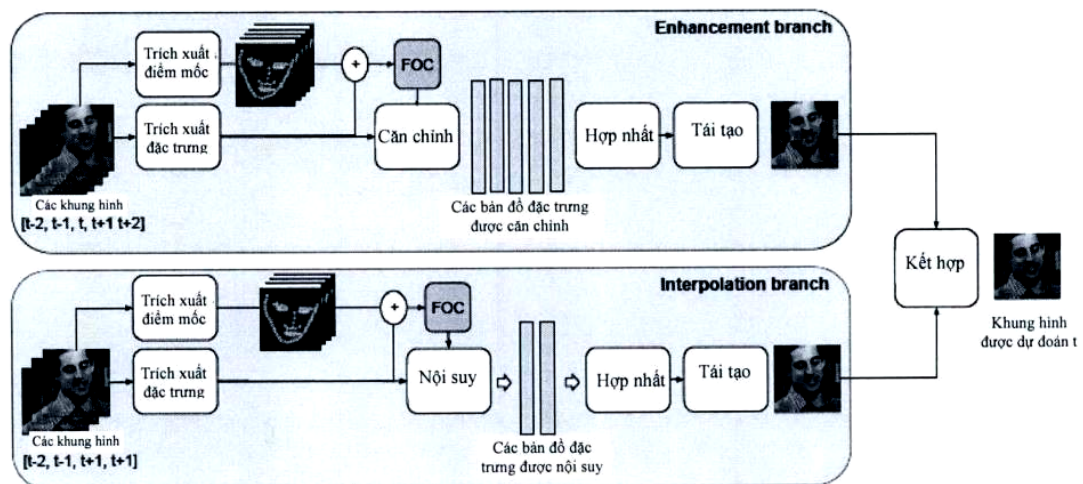 Enhancement branch
Trích xuất
điểm mốc
+
FOC
Trích xuất
đặc trưng
Căn chỉnh
Hợp nhất
Tái tạo
Các khung hình
[t-2, t-1, t, t+1 t+2]
Các bản đồ đặc trưng
được căn chỉnh
Kết hợp
Khung hình
được dự đoán t
Interpolation branch
Trích xuất
điểm mốc
+
FOC
Trích xuất
đặc trưng
Nội suy
Hợp nhất
Tái tạo
Các khung hình
[t-2, t-1, t+1, t+1]
Các bản đồ đặc
trưng được nội suy